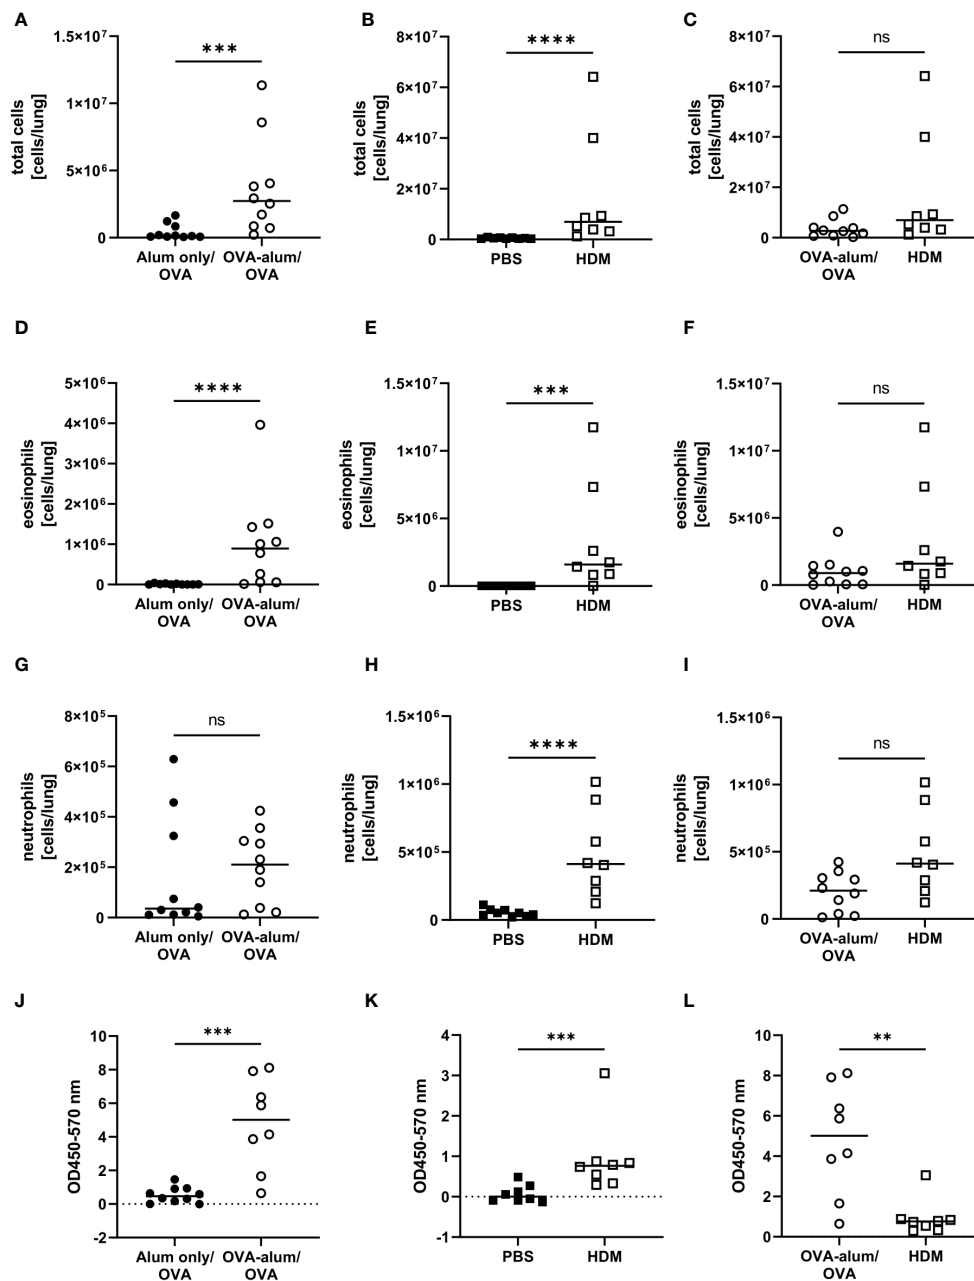 A
total cells
[cells/lung]
1.5×10⁷
1×10⁷
5×10⁶
0
***
Alum only/
OVA
OVA-alum/
OVA
B
total cells
[cells/lung]
8×10⁷
6×10⁷
4×10⁷
2×10⁷
0
****
PBS
HDM
C
total cells
[cells/lung]
8×10⁷
6×10⁷
4×10⁷
2×10⁷
0
ns
OVA-alum/
OVA
HDM
D
eosinophils
[cells/lung]
5×10⁶
4×10⁶
3×10⁶
2×10⁶
1×10⁶
0
****
Alum only/
OVA
OVA-alum/
OVA
E
eosinophils
[cells/lung]
1.5×10⁷
1×10⁷
5×10⁶
0
***
PBS
HDM
F
eosinophils
[cells/lung]
1.5×10⁷
1×10⁷
5×10⁶
0
ns
OVA-alum/
OVA
HDM
G
neutrophils
[cells/lung]
8×10⁵
6×10⁵
4×10⁵
2×10⁵
0
ns
Alum only/
OVA
OVA-alum/
OVA
H
neutrophils
[cells/lung]
1.5×10⁶
1×10⁶
5×10⁵
0
****
PBS
HDM
I
neutrophils
[cells/lung]
1.5×10⁶
1×10⁶
5×10⁵
0
ns
OVA-alum/
OVA
HDM
J
OD450-570 nm
10
8
6
4
2
0
-2
***
Alum only/
OVA
OVA-alum/
OVA
K
OD450-570 nm
4
3
2
1
0
-1
***
PBS
HDM
L
OD450-570 nm
10
8
6
4
2
0
**
OVA-alum/
OVA
HDM